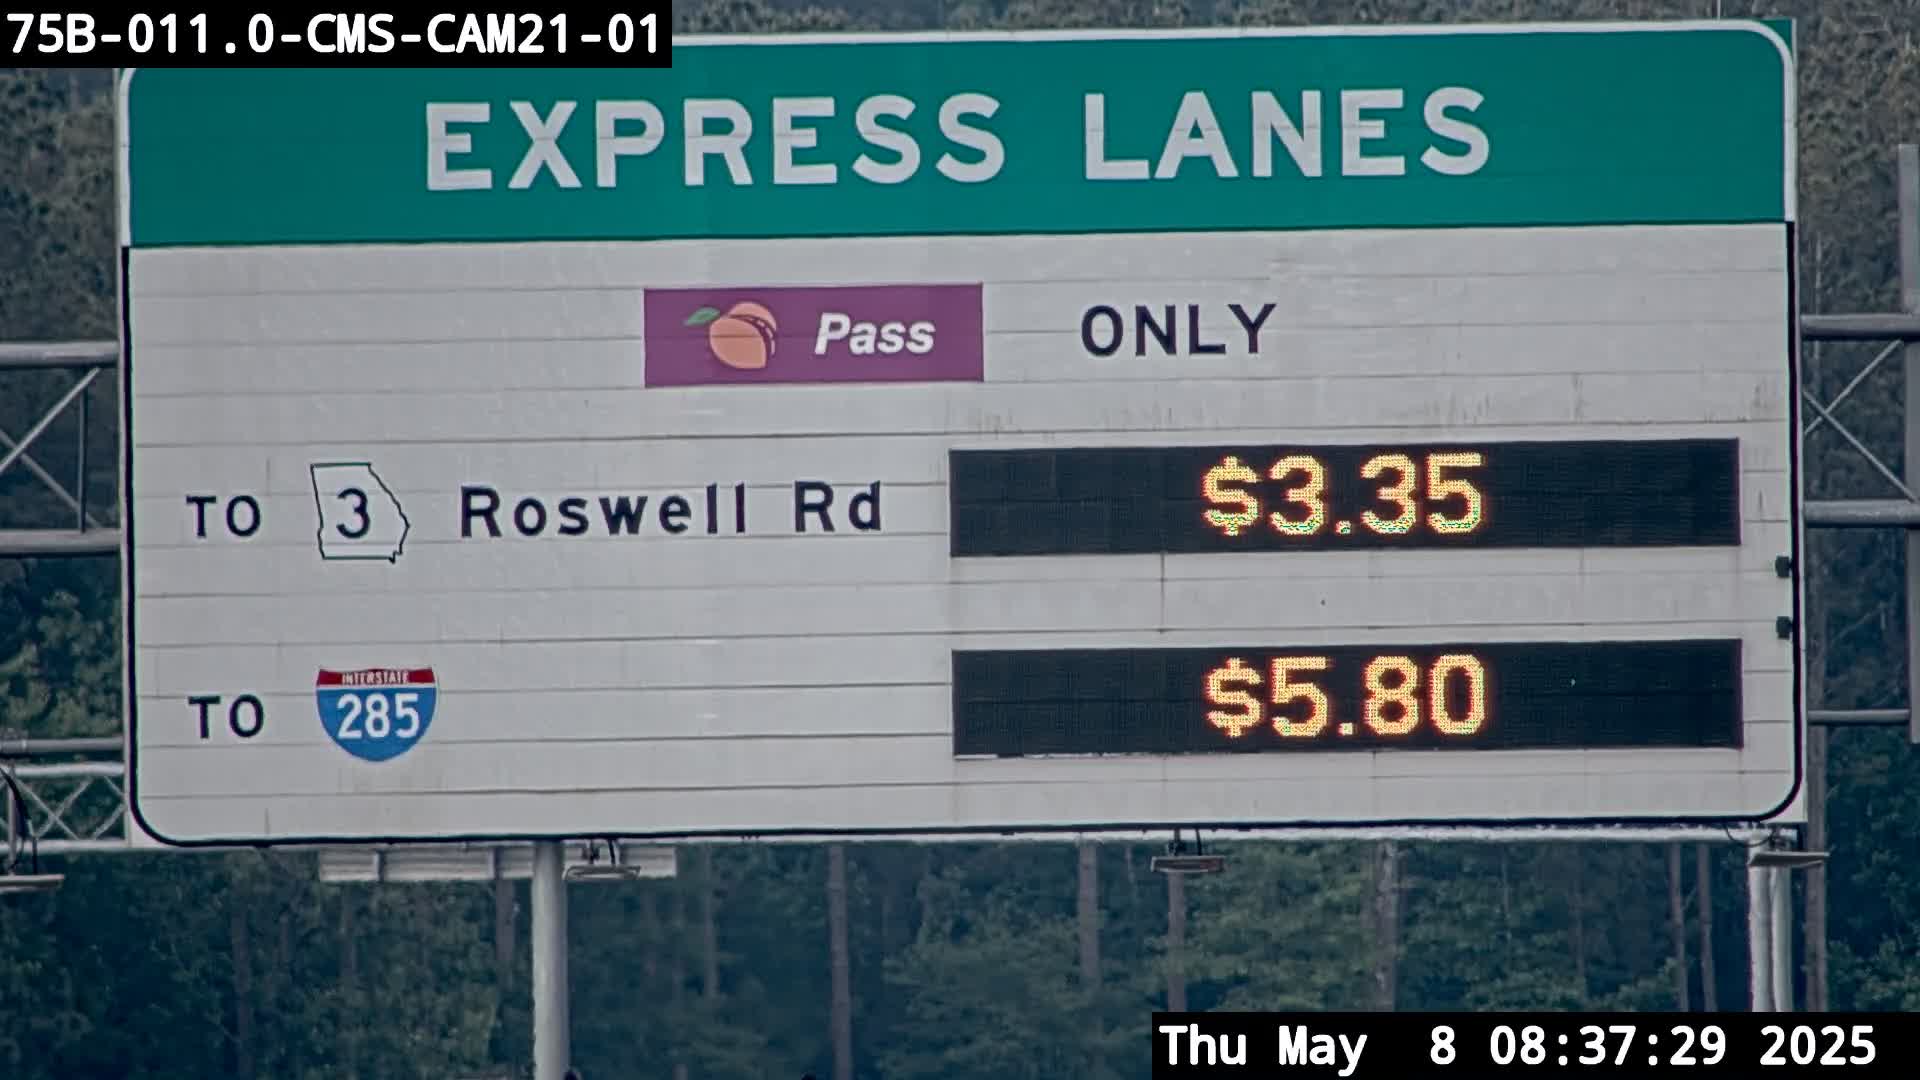 75B-011.0-CMS-CAM21-01
EXPRESS LANES
Pass ONLY
TO 3 Roswell Rd $3.35
INTERSTATE
TO 285 $5.80
Thu May 8 08:37:29 2025